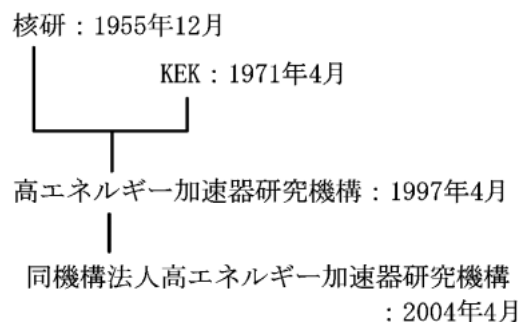 核研：1955年12月
KEK：1971年4月
高エネルギー加速器研究機構：1997年4月
同機構法人高エネルギー加速器研究機構
：2004年4月